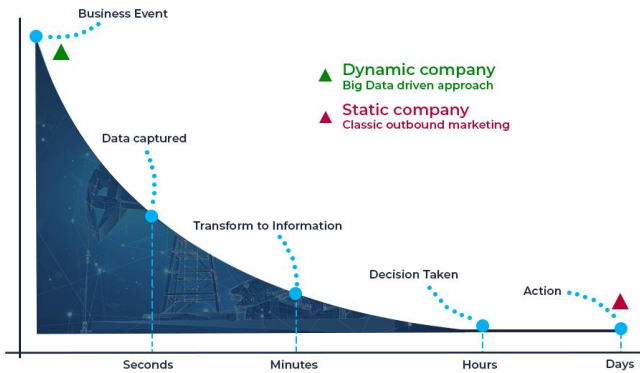 Business Event
Dynamic company
Big Data driven approach
Static company
Classic outbound marketing
Data captured
Transform to Information
Decision Taken
Action
Seconds
Minutes
Hours
Days